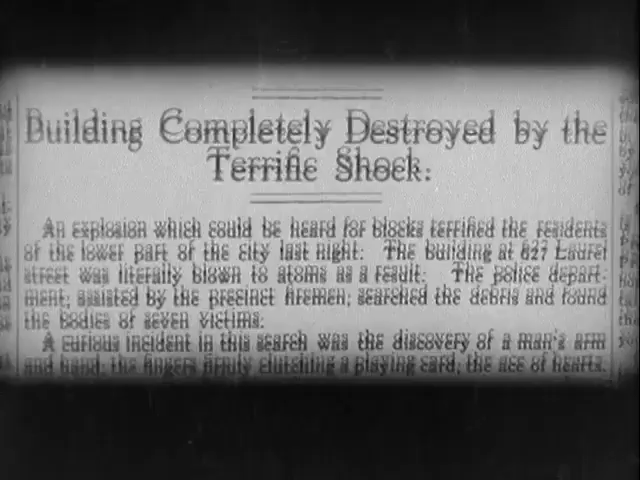 Building Completely Destroyed by the
Terrific Shock.
An explosion which could be heard for blocks terrified the residents
of the lower part of the city last night. The building at 627 Laurel
street was literally blown to atoms as a result. The police depart-
ment, assisted by the precinct firemen, searched the debris and found
the bodies of seven victims.
A curious incident in this search was the discovery of a man's arm
and hand, the fingers firmly clutching a playing card, the ace of hearts.